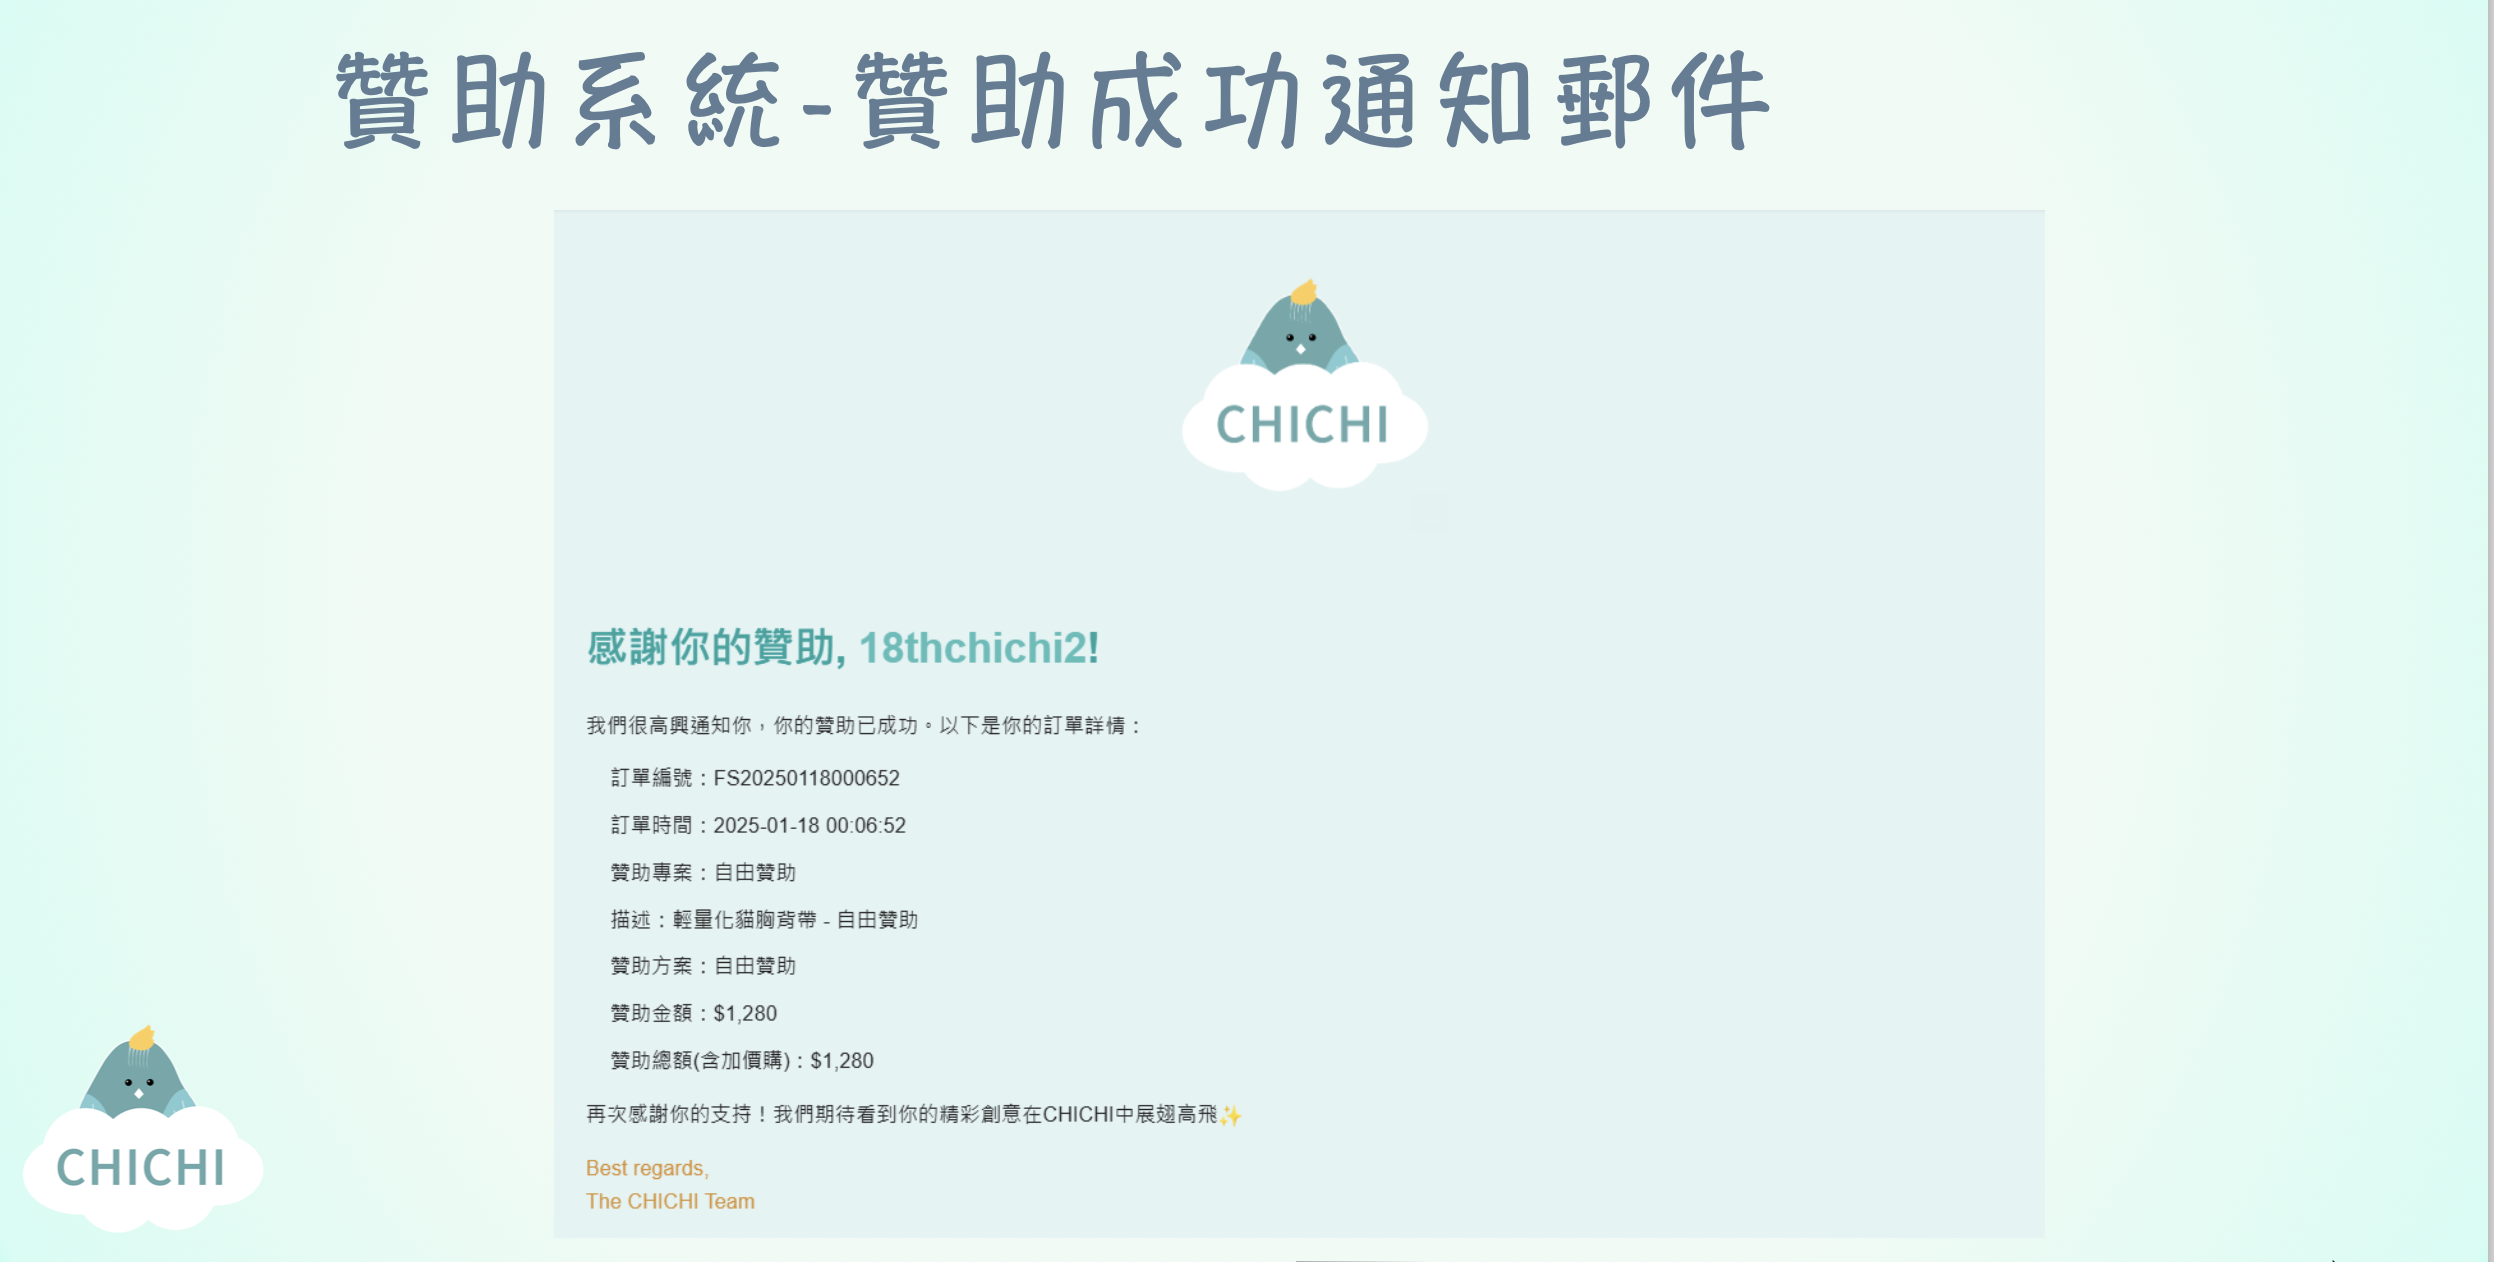 贊助系統-贊助成功通知郵件
CHICHI
感謝你的贊助, 18thchichi2!
我們很高興通知你，你的贊助已成功。以下是你的訂單詳情：
訂單編號：FS20250118000652
訂單時間：2025-01-18 00:06:52
贊助專案：自由贊助
描述：輕量化貓胸背帶 - 自由贊助
贊助方案：自由贊助
贊助金額：$1,280
贊助總額(含加價購)：$1,280
再次感謝你的支持！我們期待看到你的精彩創意在CHICHI中展翅高飛✨
Best regards,
The CHICHI Team
CHICHI